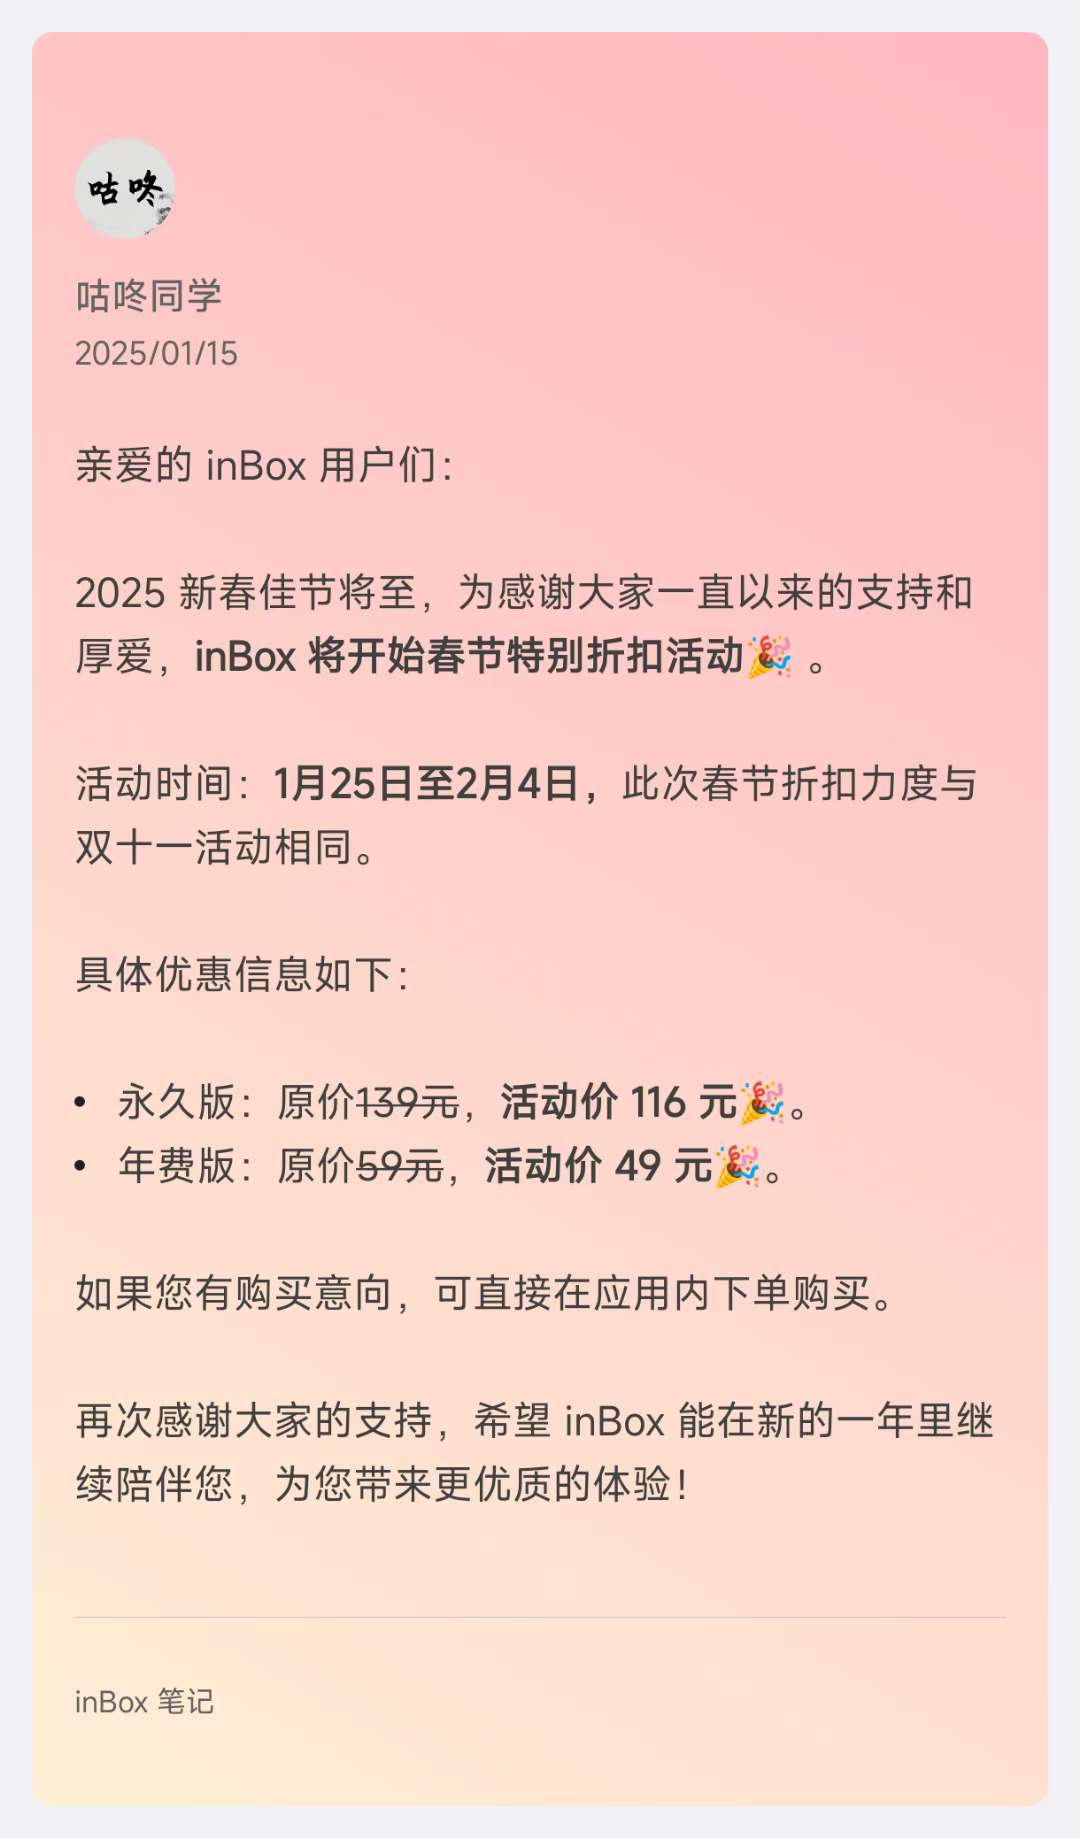 咕咚
咕咚同学
2025/01/15
亲爱的 inBox 用户们：
2025 新春佳节将至，为感谢大家一直以来的支持和
厚爱，inBox 将开始春节特别折扣活动🎉 。
活动时间：1月25日至2月4日，此次春节折扣力度与
双十一活动相同。
具体优惠信息如下：
• 永久版：原价139元，活动价 116 元🎉。
• 年费版：原价59元，活动价 49 元🎉。
如果您有购买意向，可直接在应用内下单购买。
再次感谢大家的支持，希望 inBox 能在新的一年里继
续陪伴您，为您带来更优质的体验！
inBox 笔记